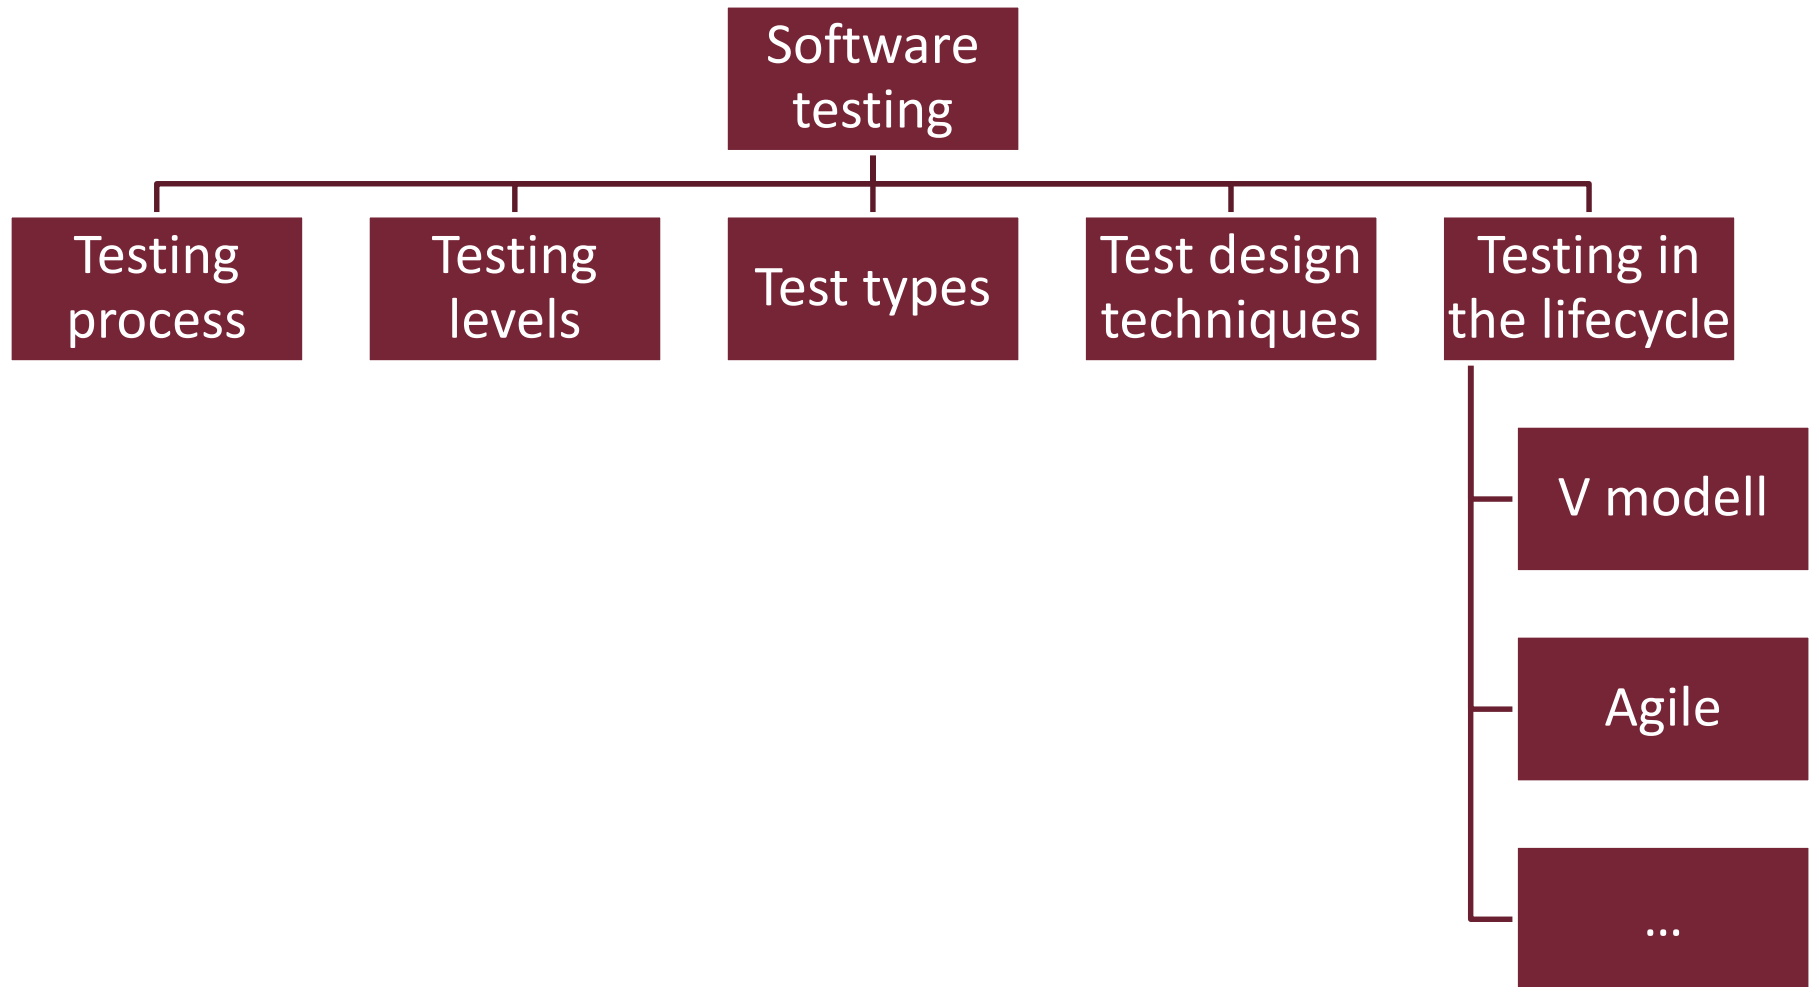 Software
testing
Testing
process
Testing
levels
Test types
Test design
techniques
Testing in
the lifecycle
V modell
Agile
...